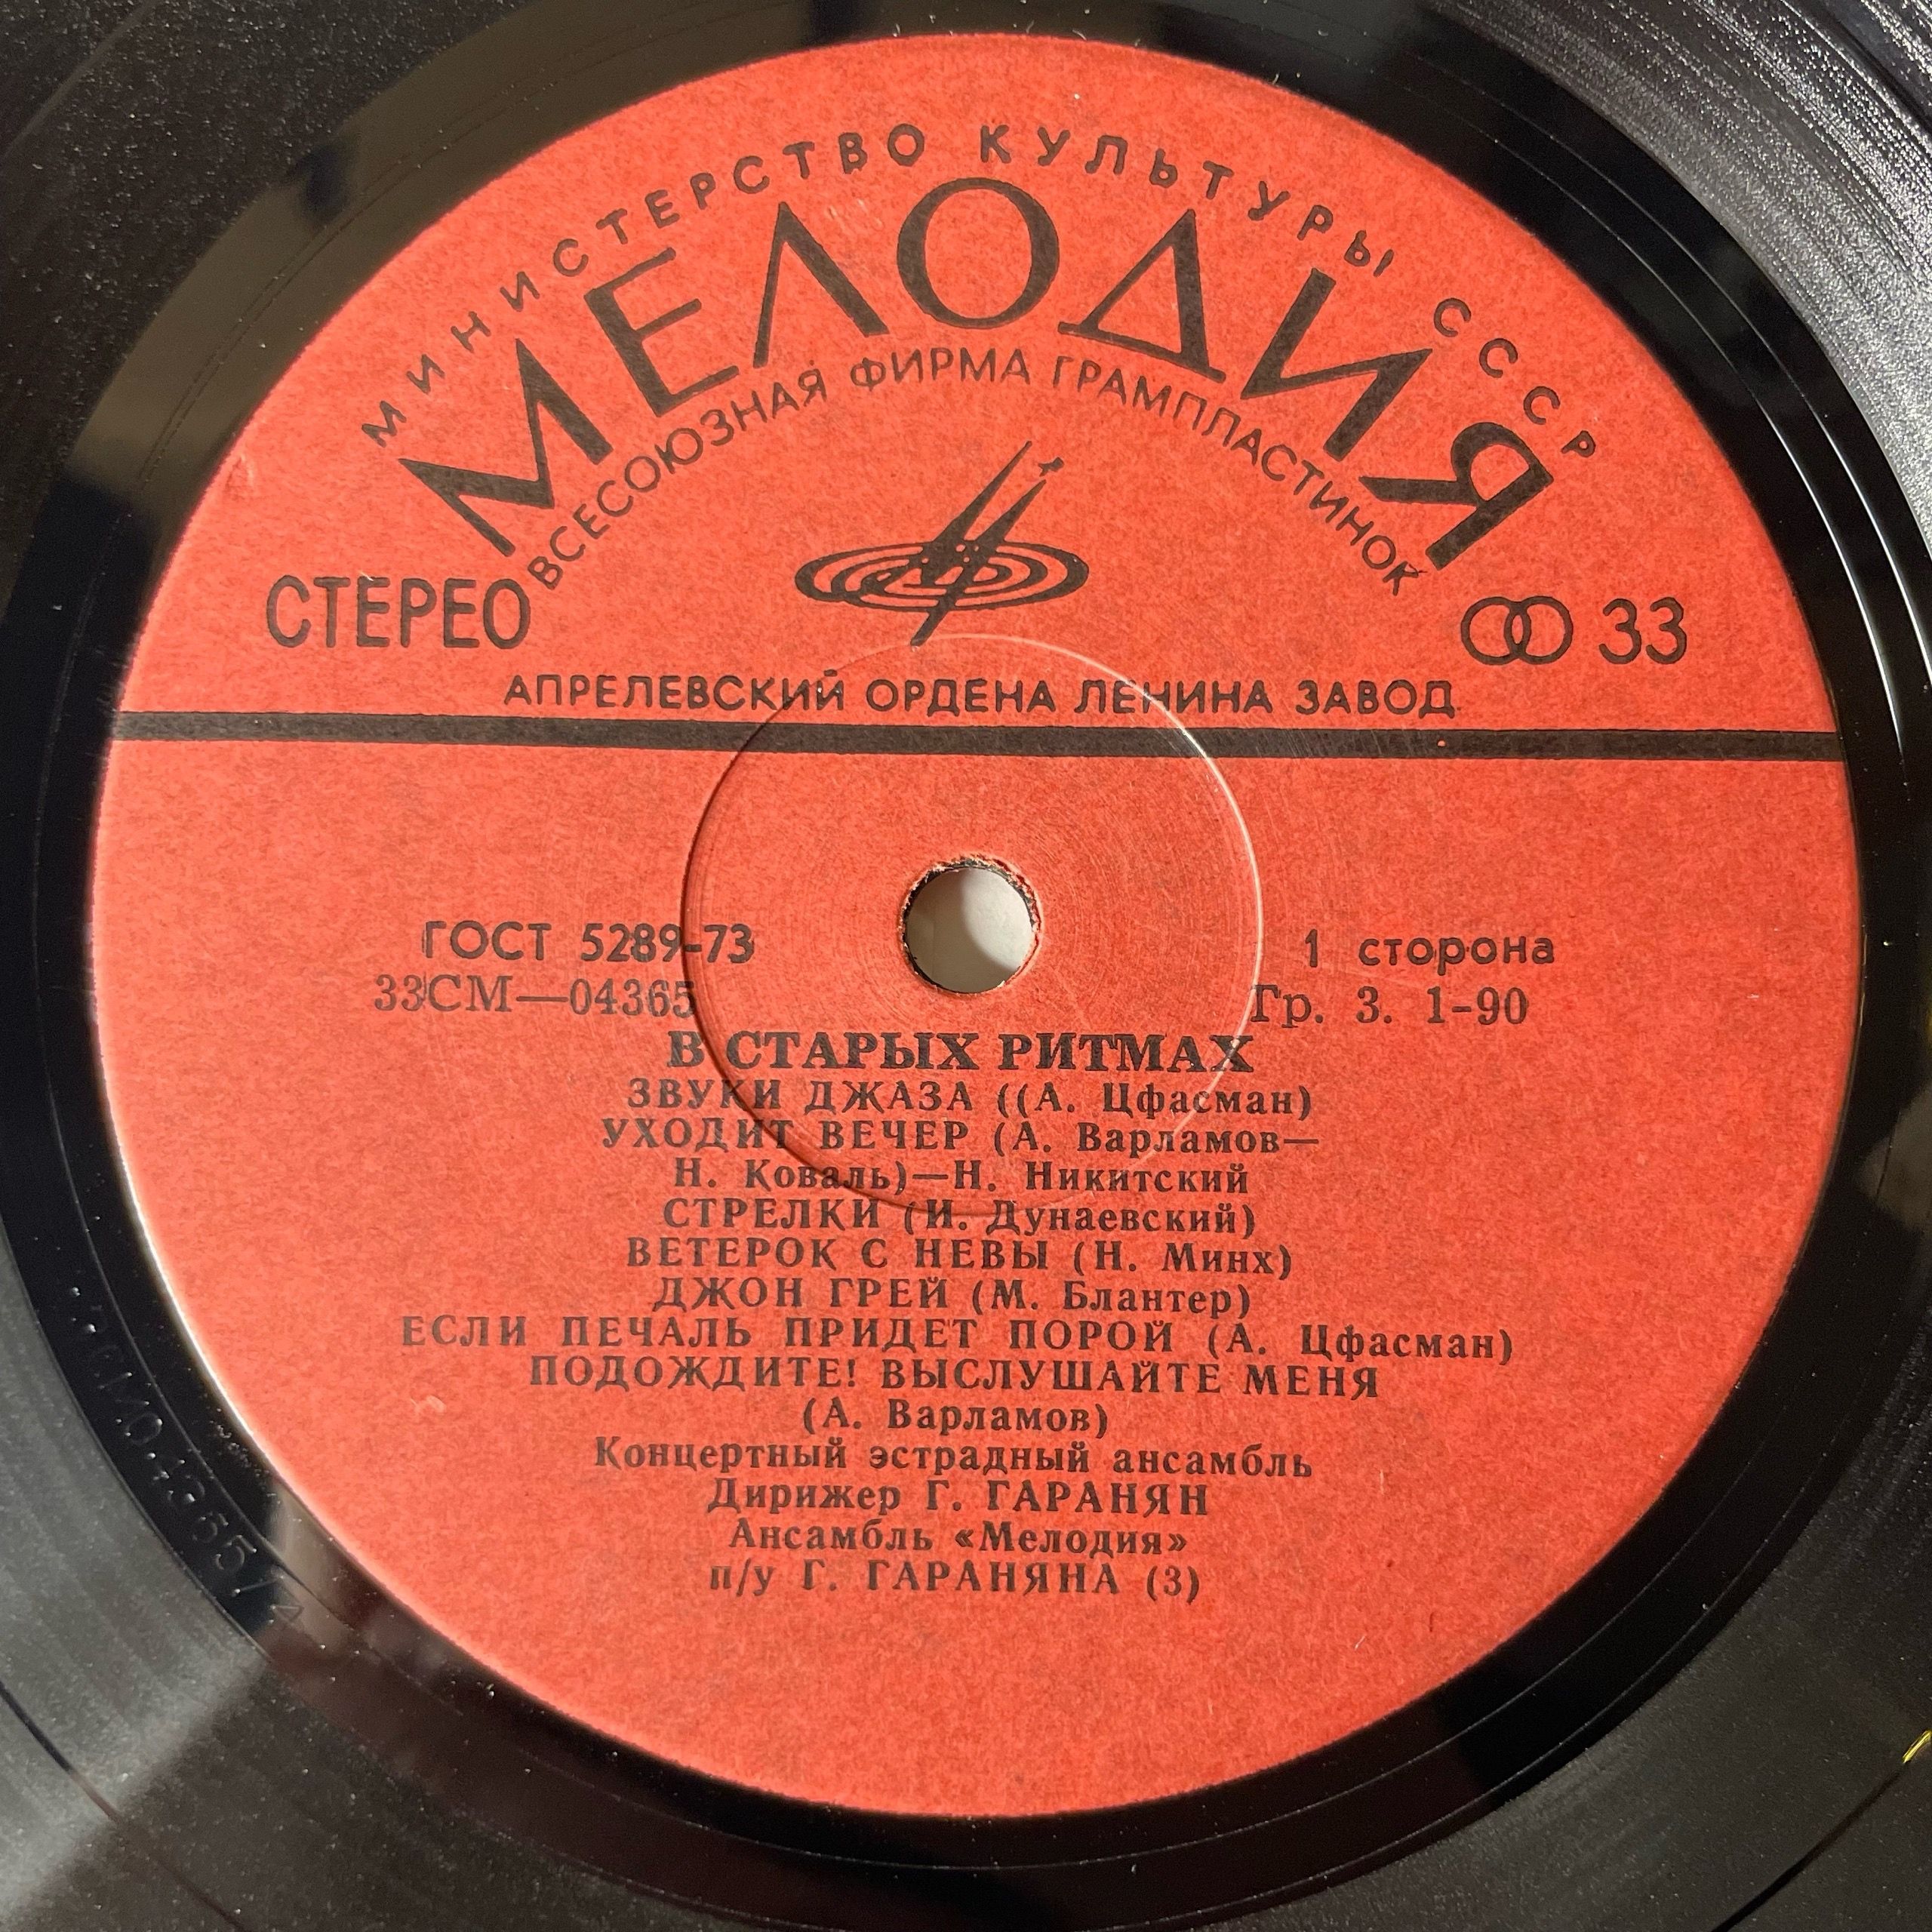 МИНИСТЕРСТВО КУЛЬТУРЫ СССР
МЕЛОДИЯ
ВСЕСОЮЗНАЯ ФИРМА ГРАМПЛАСТИНОК
СТЕРЕО
33
АПРЕЛЕВСКИЙ ОРДЕНА ЛЕНИНА ЗАВОД
ГОСТ 5289-73
1 сторона
33СМ—04365
Гр. 3. 1-90
В СТАРЫХ РИТМАХ
ЗВУКИ ДЖАЗА ((А. Цфасман)
УХОДИТ ВЕЧЕР (А. Варламов—
Н. Коваль)—Н. Никитский
СТРЕЛКИ (И. Дунаевский)
ВЕТЕРОК С НЕВЫ (Н. Минх)
ДЖОН ГРЕЙ (М. Блантер)
ЕСЛИ ПЕЧАЛЬ ПРИДЕТ ПОРОЙ (А. Цфасман)
ПОДОЖДИТЕ! ВЫСЛУШАЙТЕ МЕНЯ
(А. Варламов)
Концертный эстрадный ансамбль
Дирижер Г. ГАРАНЯН
Ансамбль «Мелодия»
п/у Г. ГАРАНЯНА (3)